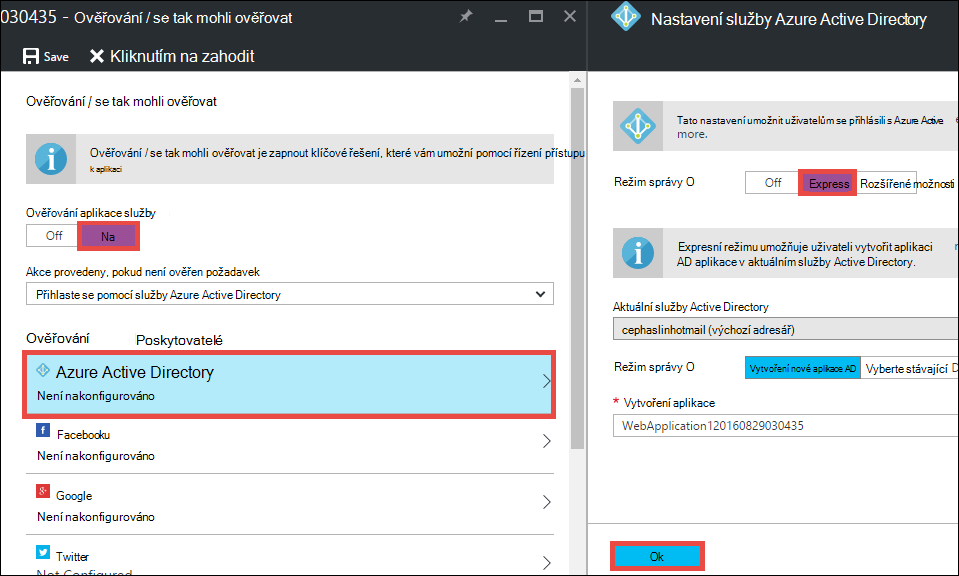 030435 - Ověřování / se tak mohli ověřovat
Save
Kliknutím na zahodit
Ověřování / se tak mohli ověřovat
Ověřování / se tak mohli ověřovat je zapnout klíčové řešení, které vám umožní pomocí řízení přístupu
k aplikaci
Ověřování aplikace služby
Off
Na
Akce provedeny, pokud není ověřen požadavek
Přihlaste se pomocí služby Azure Active Directory
Ověřování Poskytovatelé
Azure Active Directory
Není nakonfigurováno
Facebooku
Není nakonfigurováno
Google
Není nakonfigurováno
Twitter
Not Configured
Nastavení služby Azure Active Directory
Tato nastavení umožnit uživatelům se přihlásili s Azure Active
more.
Režim správy O
Off
Express
Rozšířené možnosti
Expresní režimu umožňuje uživateli vytvořit aplikaci
AD aplikace v aktuálním služby Active Directory.
Aktuální služby Active Directory
cephaslinhotmail (výchozí adresář)
Režim správy O
Vytvoření nové aplikace AD
Vyberte stávající
* Vytvoření aplikace
WebApplication120160829030435
Ok